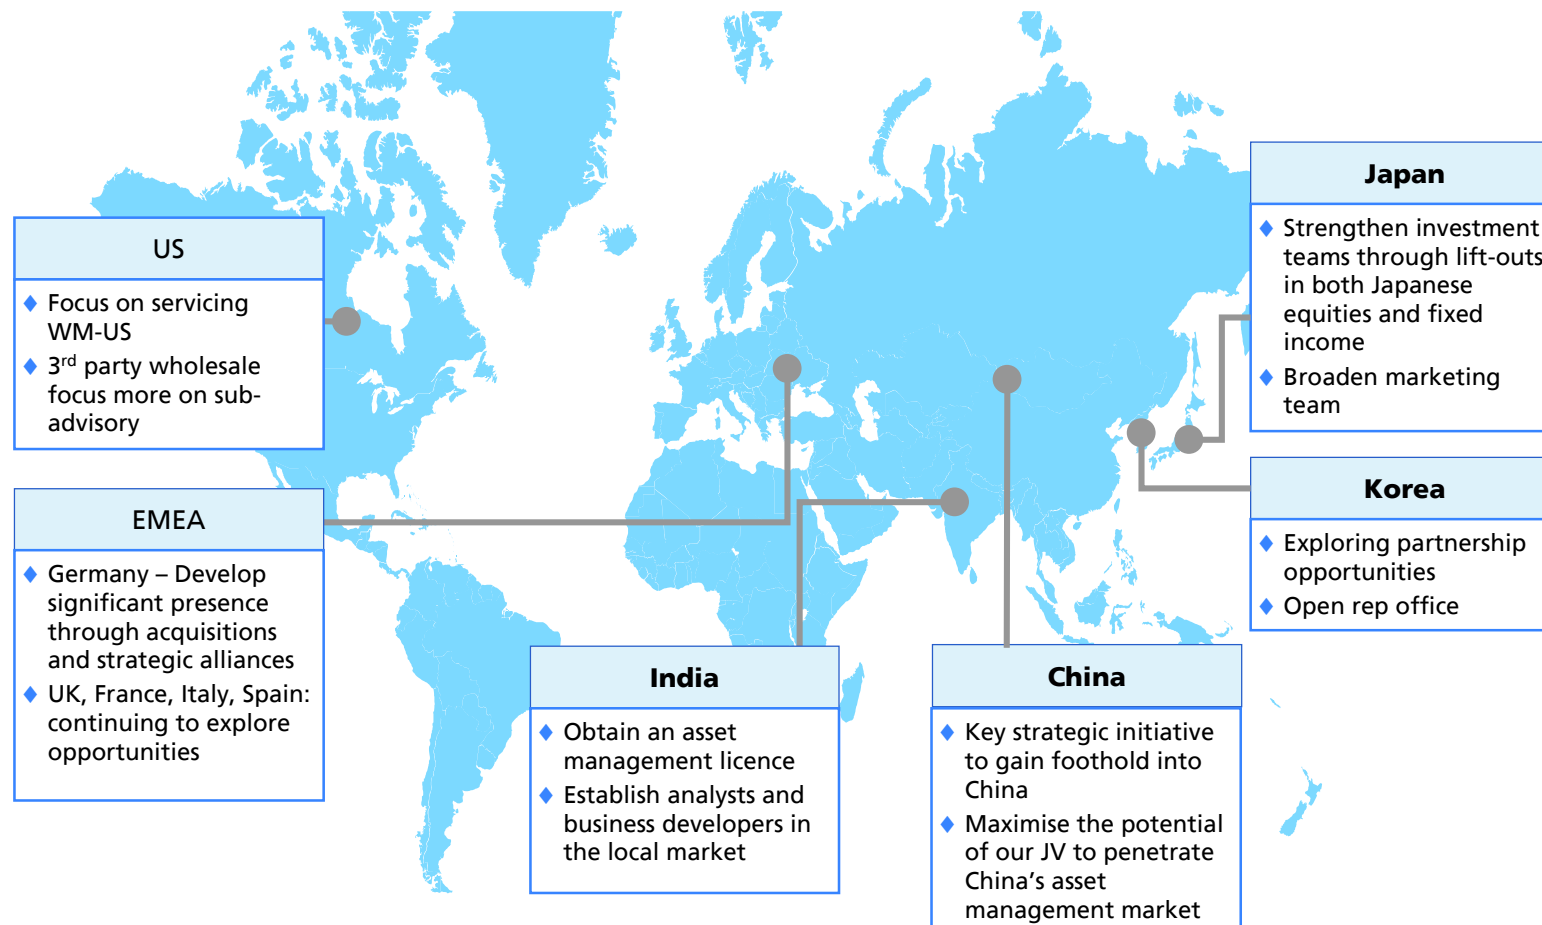 US
Focus on servicing
WM-US
3rd party wholesale
focus more on sub-
advisory
EMEA
Germany – Develop
significant presence
through acquisitions
and strategic alliances
UK, France, Italy, Spain:
continuing to explore
opportunities
India
Obtain an asset
management licence
Establish analysts and
business developers in
the local market
China
Key strategic initiative
to gain foothold into
China
Maximise the potential
of our JV to penetrate
China’s asset
management market
Japan
Strengthen investment
teams through lift-outs
in both Japanese
equities and fixed
income
Broaden marketing
team
Korea
Exploring partnership
opportunities
Open rep office